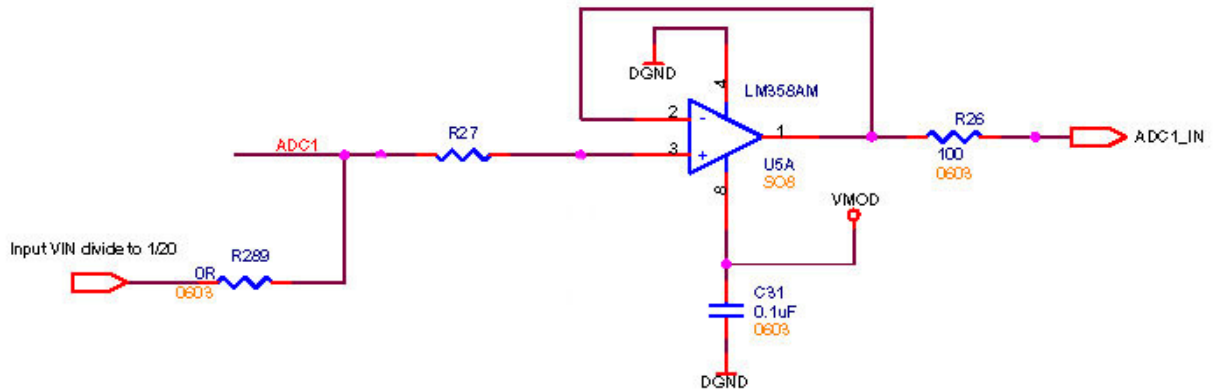 DGND
4
LM358AM
2
-
R27
1
R26
ADC1
3
+
ADC1_IN
U5A
100
SO8
0603
8
VMOD
Input VIN divide to 1/20
R289
0R
0603
C31
0.1uF
0603
DGND